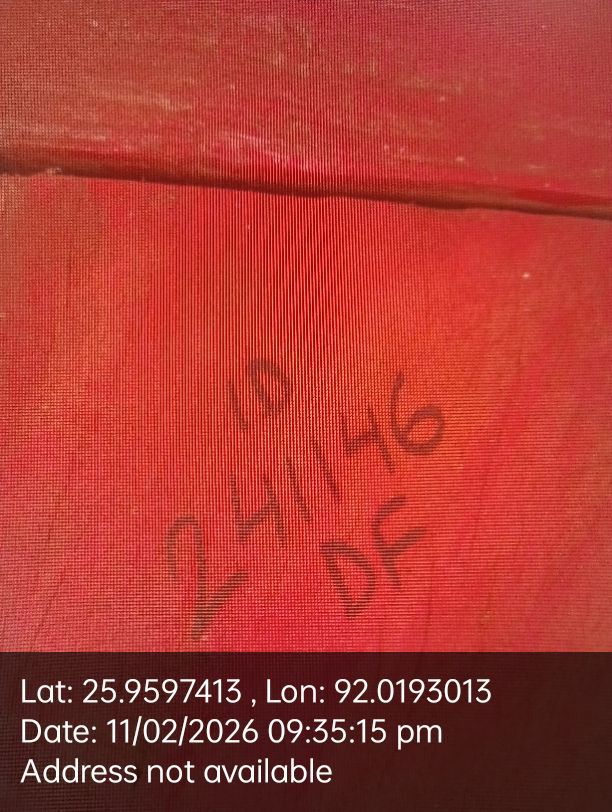 ID
241146
DF
Lat: 25.9597413 , Lon: 92.0193013
Date: 11/02/2026 09:35:15 pm
Address not available